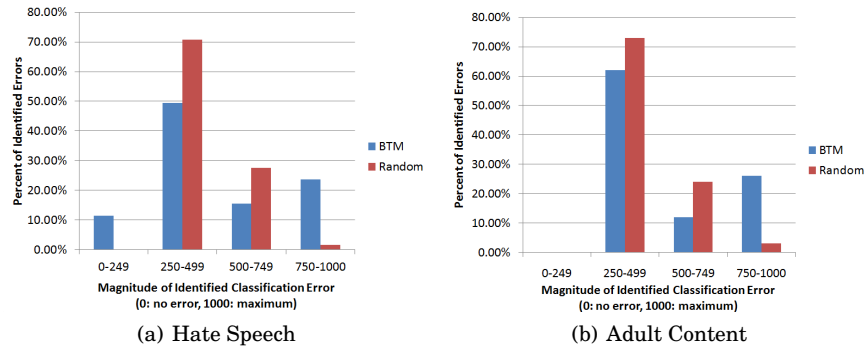 80.00%
70.00%
60.00%
50.00%
40.00%
30.00%
20.00%
10.00%
0.00%
Percent of Identified Errors
0-249 250-499 500-749 750-1000
Magnitude of Identified Classification Error
(0: no error, 1000: maximum)
BTM
Random
(a) Hate Speech
80.00%
70.00%
60.00%
50.00%
40.00%
30.00%
20.00%
10.00%
0.00%
Percent of Identified Errors
0-249 250-499 500-749 750-1000
Magnitude of Identified Classification Error
(0: no error, 1000: maximum)
BTM
Random
(b) Adult Content